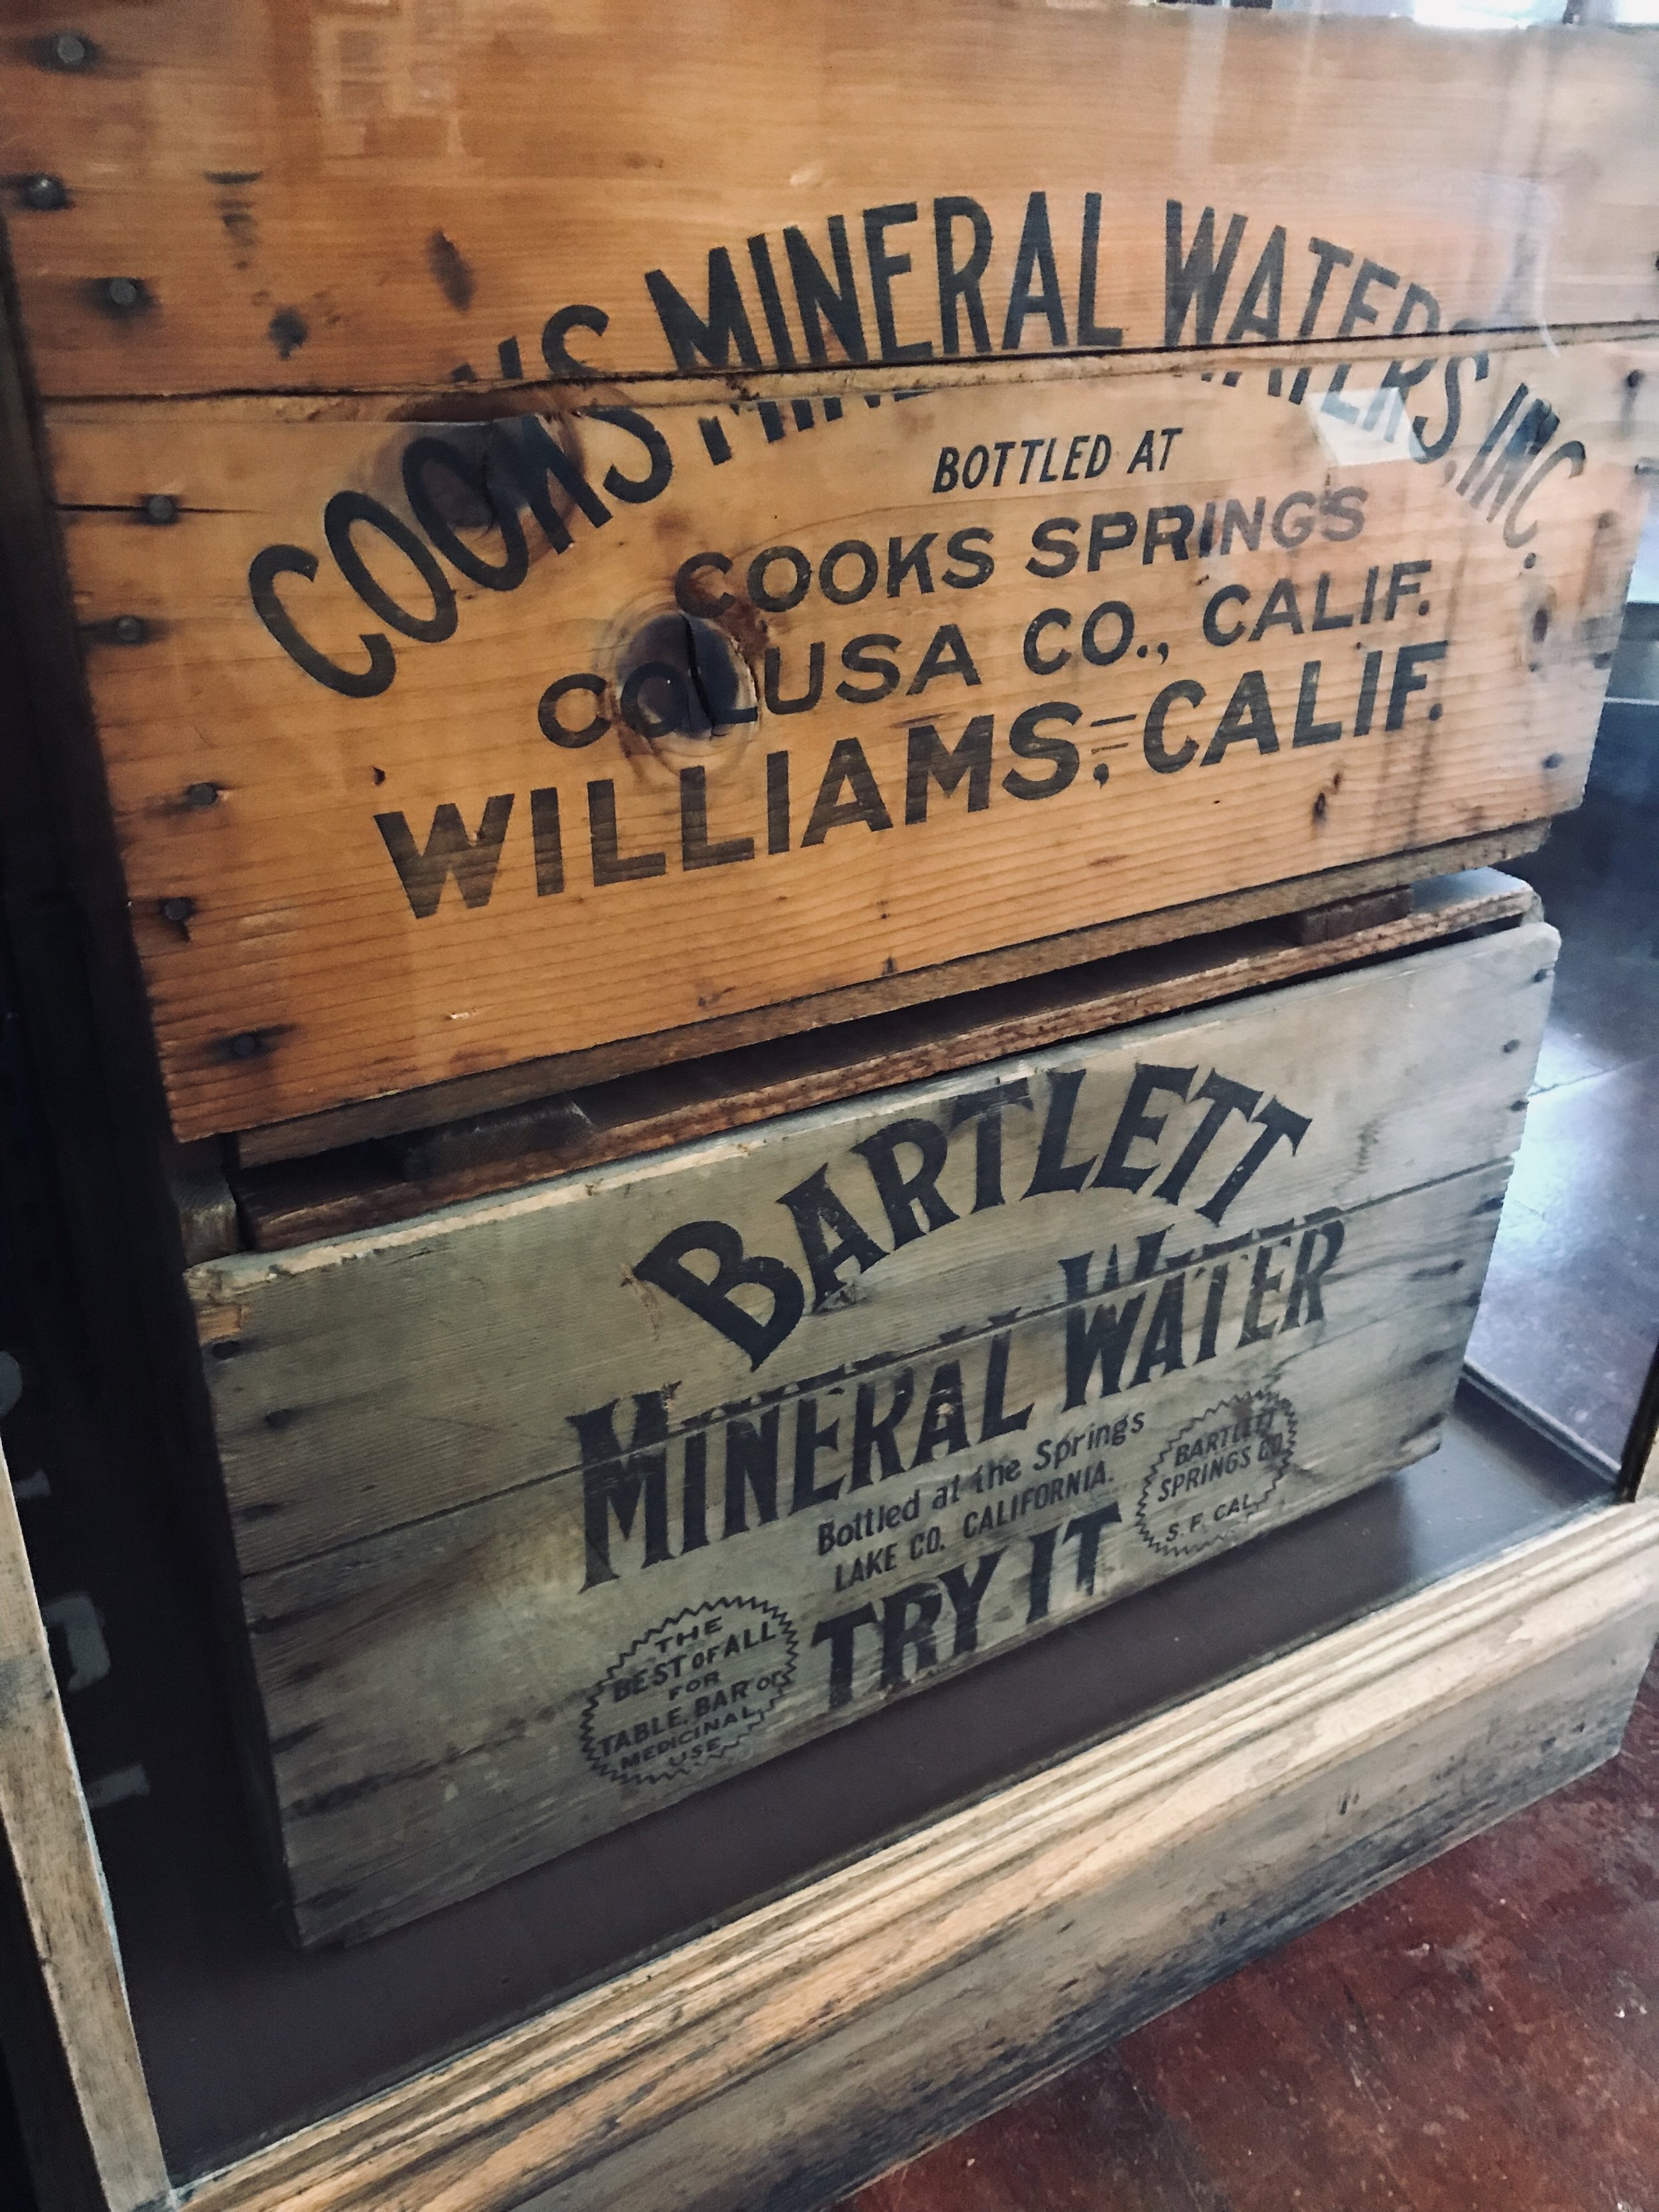 COOKS MINERAL WATERS, INC.
BOTTLED AT
COOKS SPRINGS
COLUSA CO., CALIF.
WILLIAMS, CALIF.
BARTLETT
MINERAL WATER
Bottled at the Springs
LAKE CO. CALIFORNIA.
TRY IT
BARTLETT
SPRINGS CO.
S. F. CAL.
THE
BEST OF ALL
FOR
TABLE, BAR or
MEDICINAL
USE